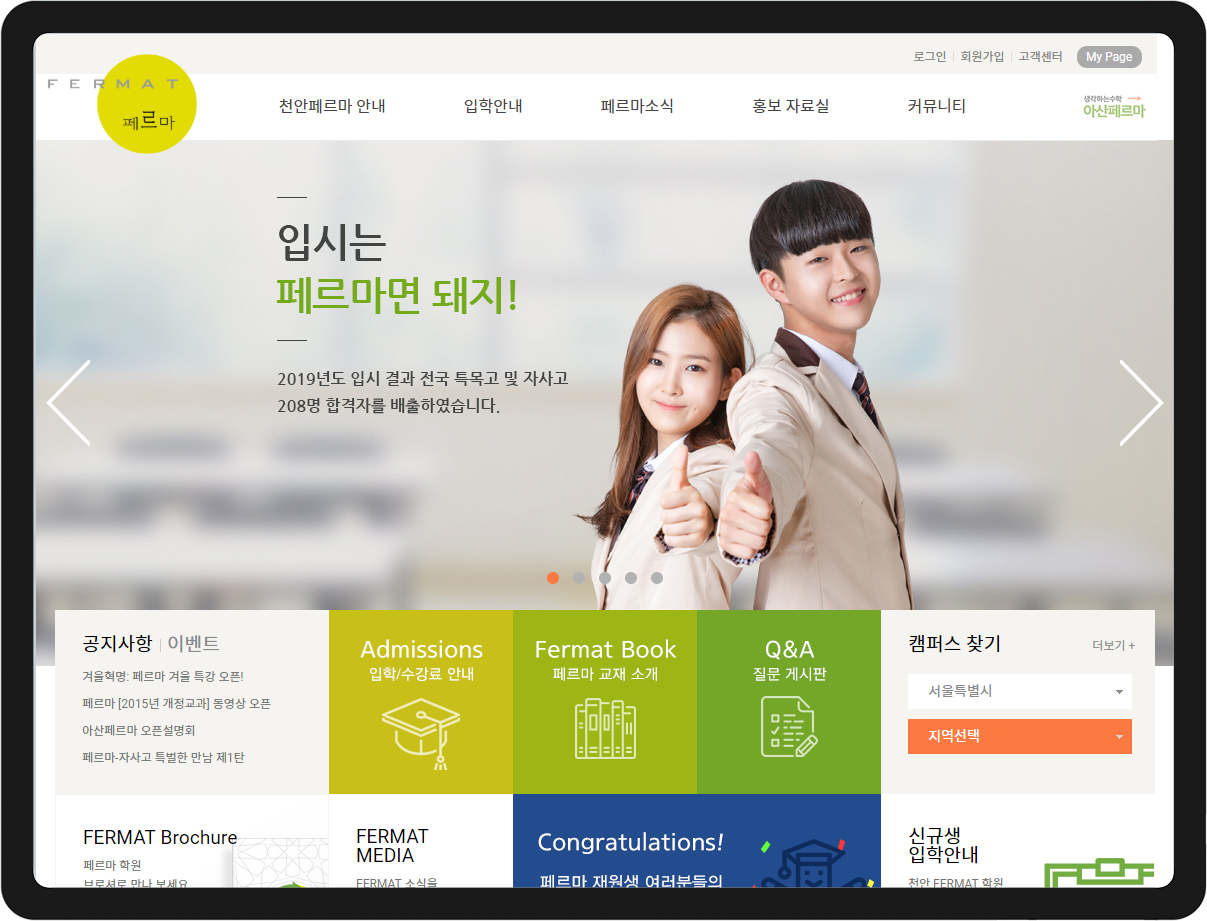 로그인 회원가입 고객센터 My Page
FERMAT
페르마
천안페르마 안내 입학안내 페르마소식 홍보 자료실 커뮤니티
생각하는수학
아산페르마
입시는
페르마면 돼지!
2019년도 입시 결과 전국 특목고 및 자사고
208명 합격자를 배출하였습니다.
공지사항 이벤트
겨울혁명: 페르마 겨울 특강 오픈!
페르마 [2015년 개정교과] 동영상 오픈
아산페르마 오픈설명회
페르마-자사고 특별한 만남 제1탄
Admissions
입학/수강료 안내
Fermat Book
페르마 교재 소개
Q&A
질문 게시판
캠퍼스 찾기 더보기 +
서울특별시
지역선택
FERMAT Brochure
페르마 학원
브로셔로 만나 보세요
FERMAT
MEDIA
FERMAT 소식을
Congratulations!
페르마 재원생 여러분들의
신규생
입학안내
천안 FERMAT 학원